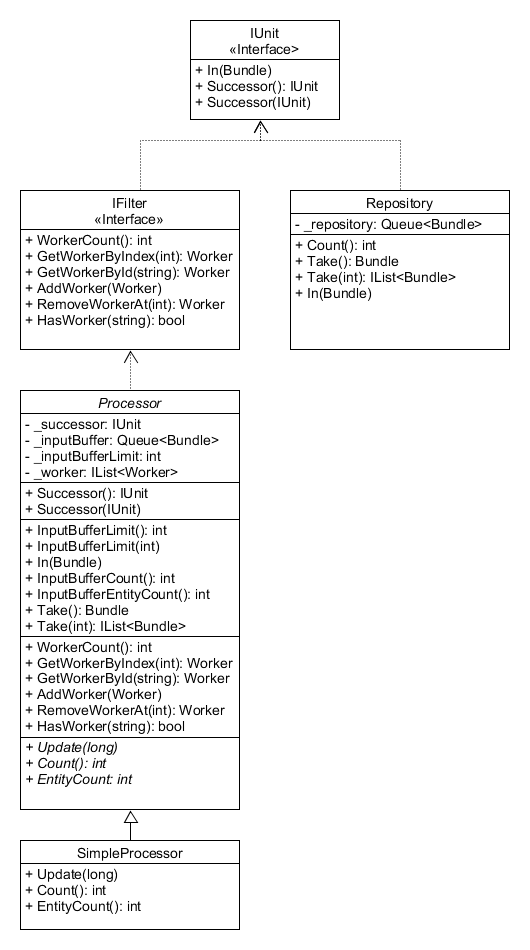 IUnit
«Interface>
+ In(Bundle)
+ Successor(): IUnit
+ Successor(IUnit)
IFilter
«Interface»
+ WorkerCount(): int
+ GetWorkerByIndex(int): Worker
+ GetWorkerById(string): Worker
+ AddWorker(Worker)
+ RemoveWorkerAt(int): Worker
+ HasWorker(string): bool
Repository
- _repository: Queue<Bundle>
+ Count(): int
+ Take(): Bundle
+ Take(int): IList<Bundle>
+ In(Bundle)
Processor
- _successor: IUnit
- _inputBuffer: Queue<Bundle>
- _inputBufferLimit: int
- _worker: IList<Worker>
+ Successor(): IUnit
+ Successor(IUnit)
+ InputBufferLimit(): int
+ InputBufferLimit(int)
+ In(Bundle)
+ InputBufferCount(): int
+ InputBufferEntityCount(): int
+ Take(): Bundle
+ Take(int): IList<Bundle>
+ WorkerCount(): int
+ GetWorkerByIndex(int): Worker
+ GetWorkerById(string): Worker
+ AddWorker(Worker)
+ RemoveWorkerAt(int): Worker
+ HasWorker(string): bool
+ Update(long)
+ Count(): int
+ EntityCount: int
SimpleProcessor
+ Update(long)
+ Count(): int
+ EntityCount(): int